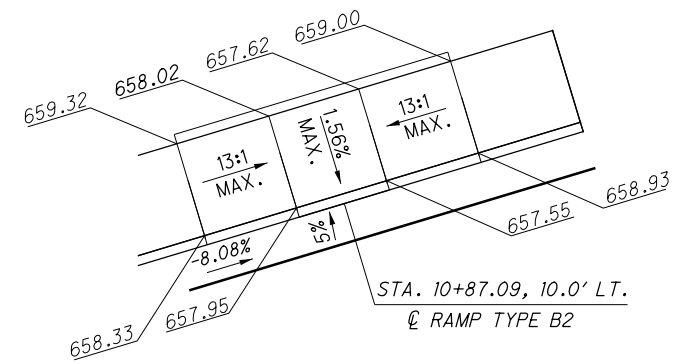 659.00
657.62
658.02
659.32
13:1
MAX.
1.56%
MAX.
13:1
MAX.
658.93
657.55
5%
-8.08%
STA. 10+87.09, 10.0' LT.
℄ RAMP TYPE B2
657.95
658.33